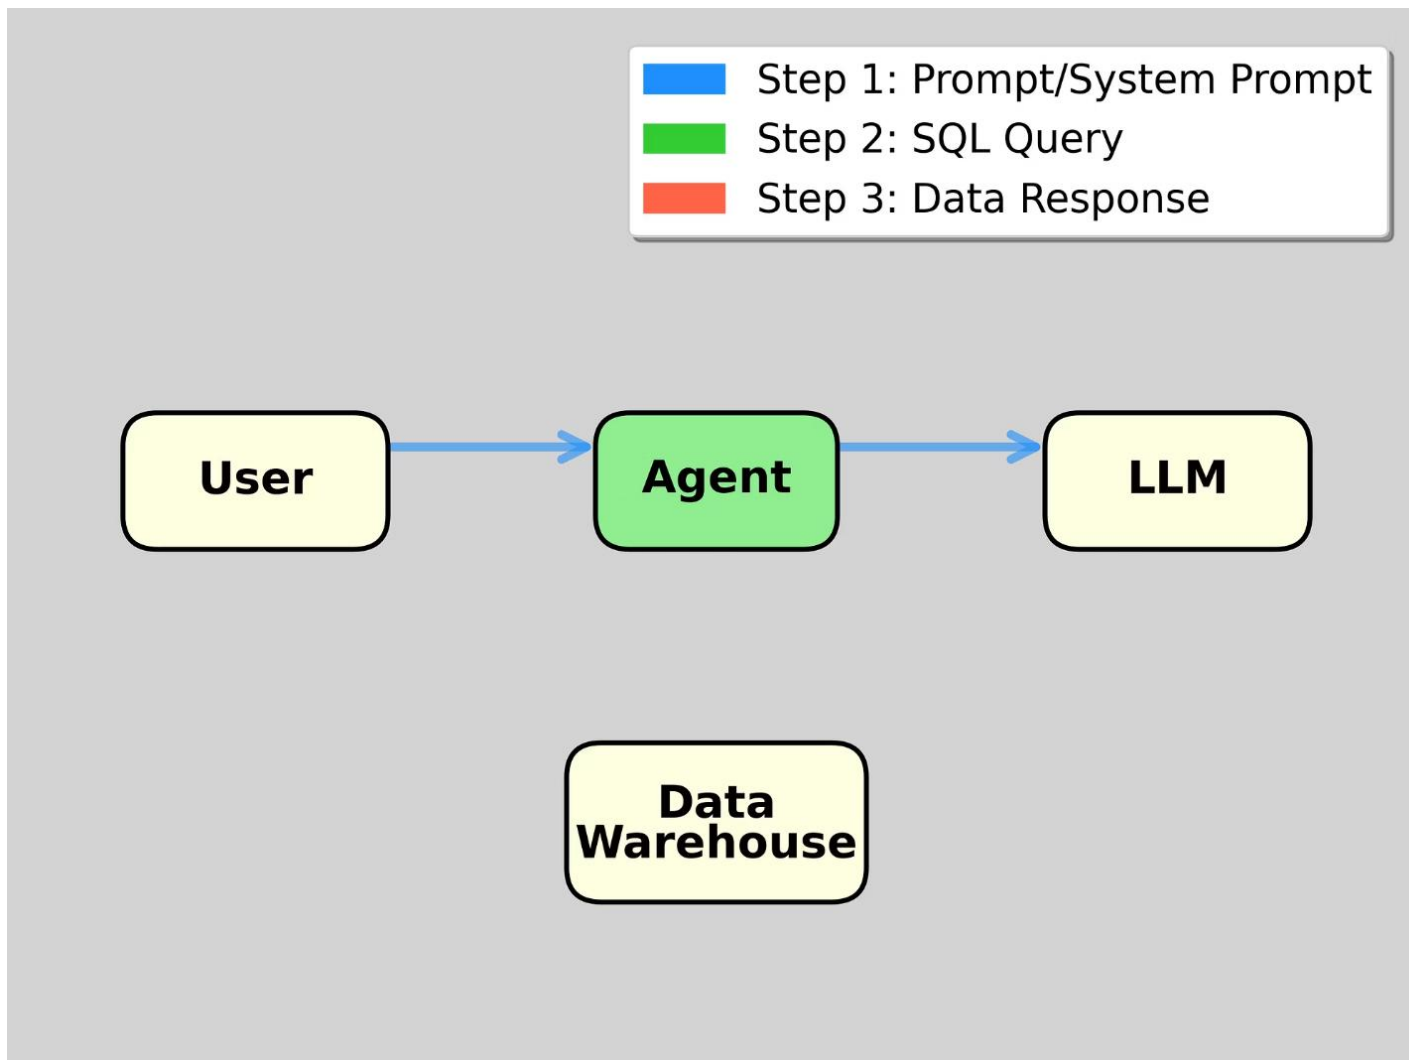 Step 1: Prompt/System Prompt
Step 2: SQL Query
Step 3: Data Response
User
Agent
LLM
Data
Warehouse